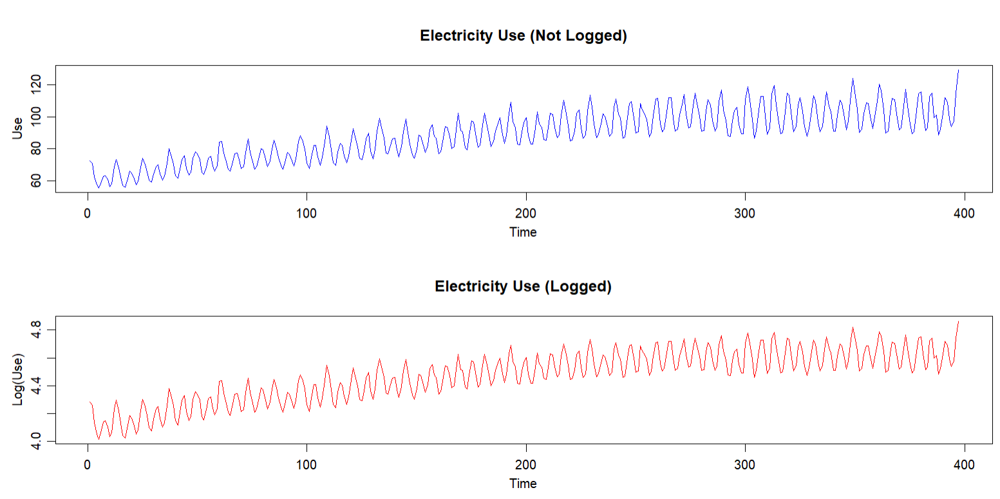 Electricity Use (Not Logged)
Use
120
100
80
60
0 100 200 300 400
Time
Electricity Use (Logged)
Log(Use)
4.8
4.4
4.0
0 100 200 300 400
Time